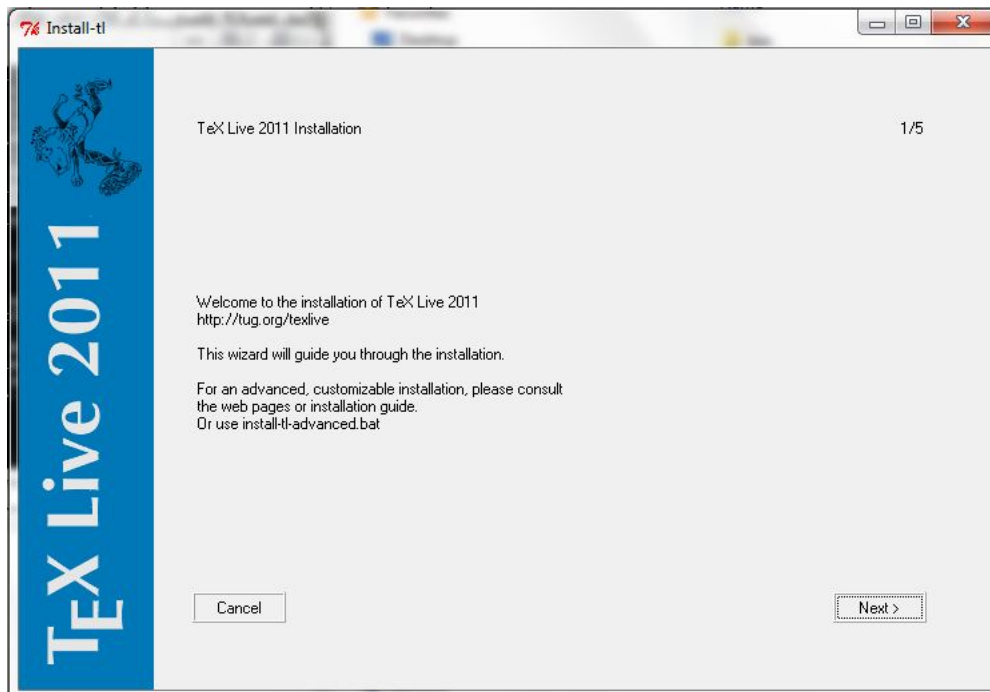 Install-tl
TeX Live 2011 Installation
1/5
Welcome to the installation of TeX Live 2011
http://tug.org/texlive
This wizard will guide you through the installation.
For an advanced, customizable installation, please consult
the web pages or installation guide.
Or use install-tl-advanced.bat
Cancel
Next >
TEX Live 2011